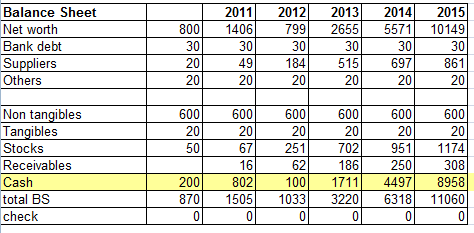 Balance Sheet 2011 2012 2013 2014 2015
Net worth 800 1406 799 2655 5571 10149
Bank debt 30 30 30 30 30 30
Suppliers 20 49 184 515 697 861
Others 20 20 20 20 20 20
Non tangibles 600 600 600 600 600 600
Tangibles 20 20 20 20 20 20
Stocks 50 67 251 702 951 1174
Receivables 16 62 186 250 308
Cash 200 802 100 1711 4497 8958
total BS 870 1505 1033 3220 6318 11060
check 0 0 0 0 0 0